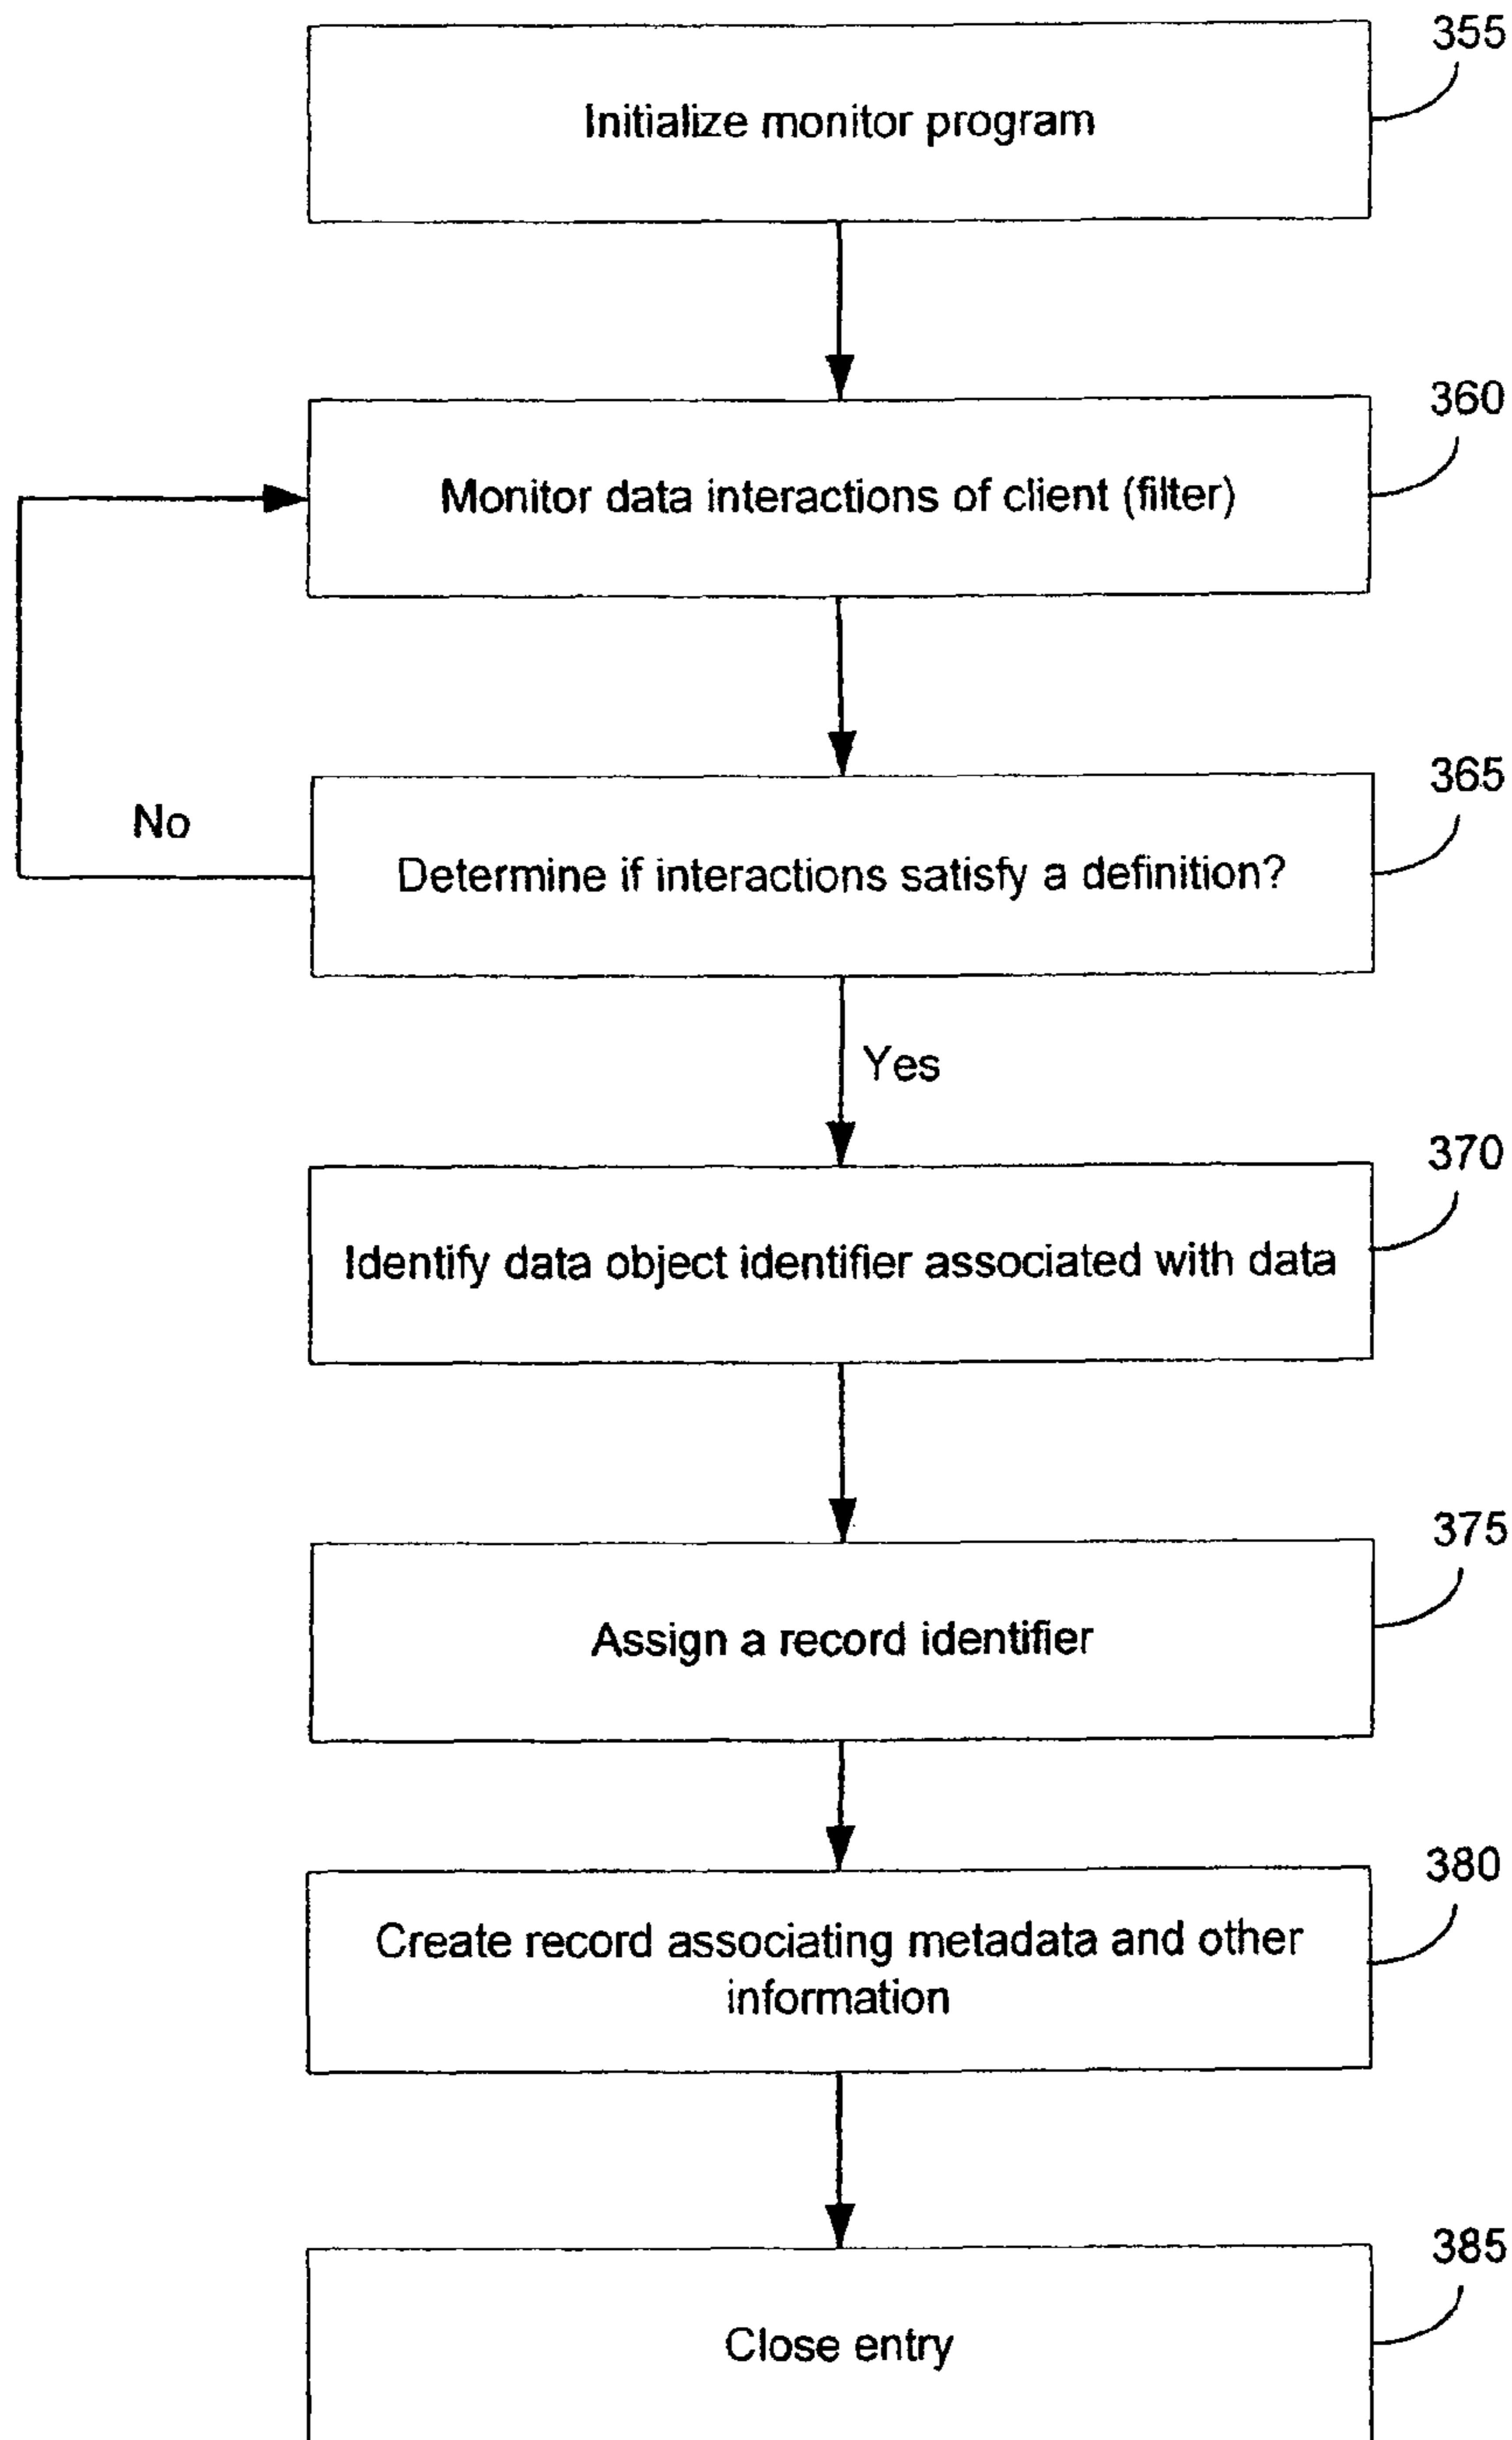 355
Initialize monitor program
360
Monitor data interactions of client (filter)
365
No
Determine if interactions satisfy a definition?
Yes
370
Identify data object identifier associated with data
375
Assign a record identifier
380
Create record associating metadata and other
information
385
Close entry